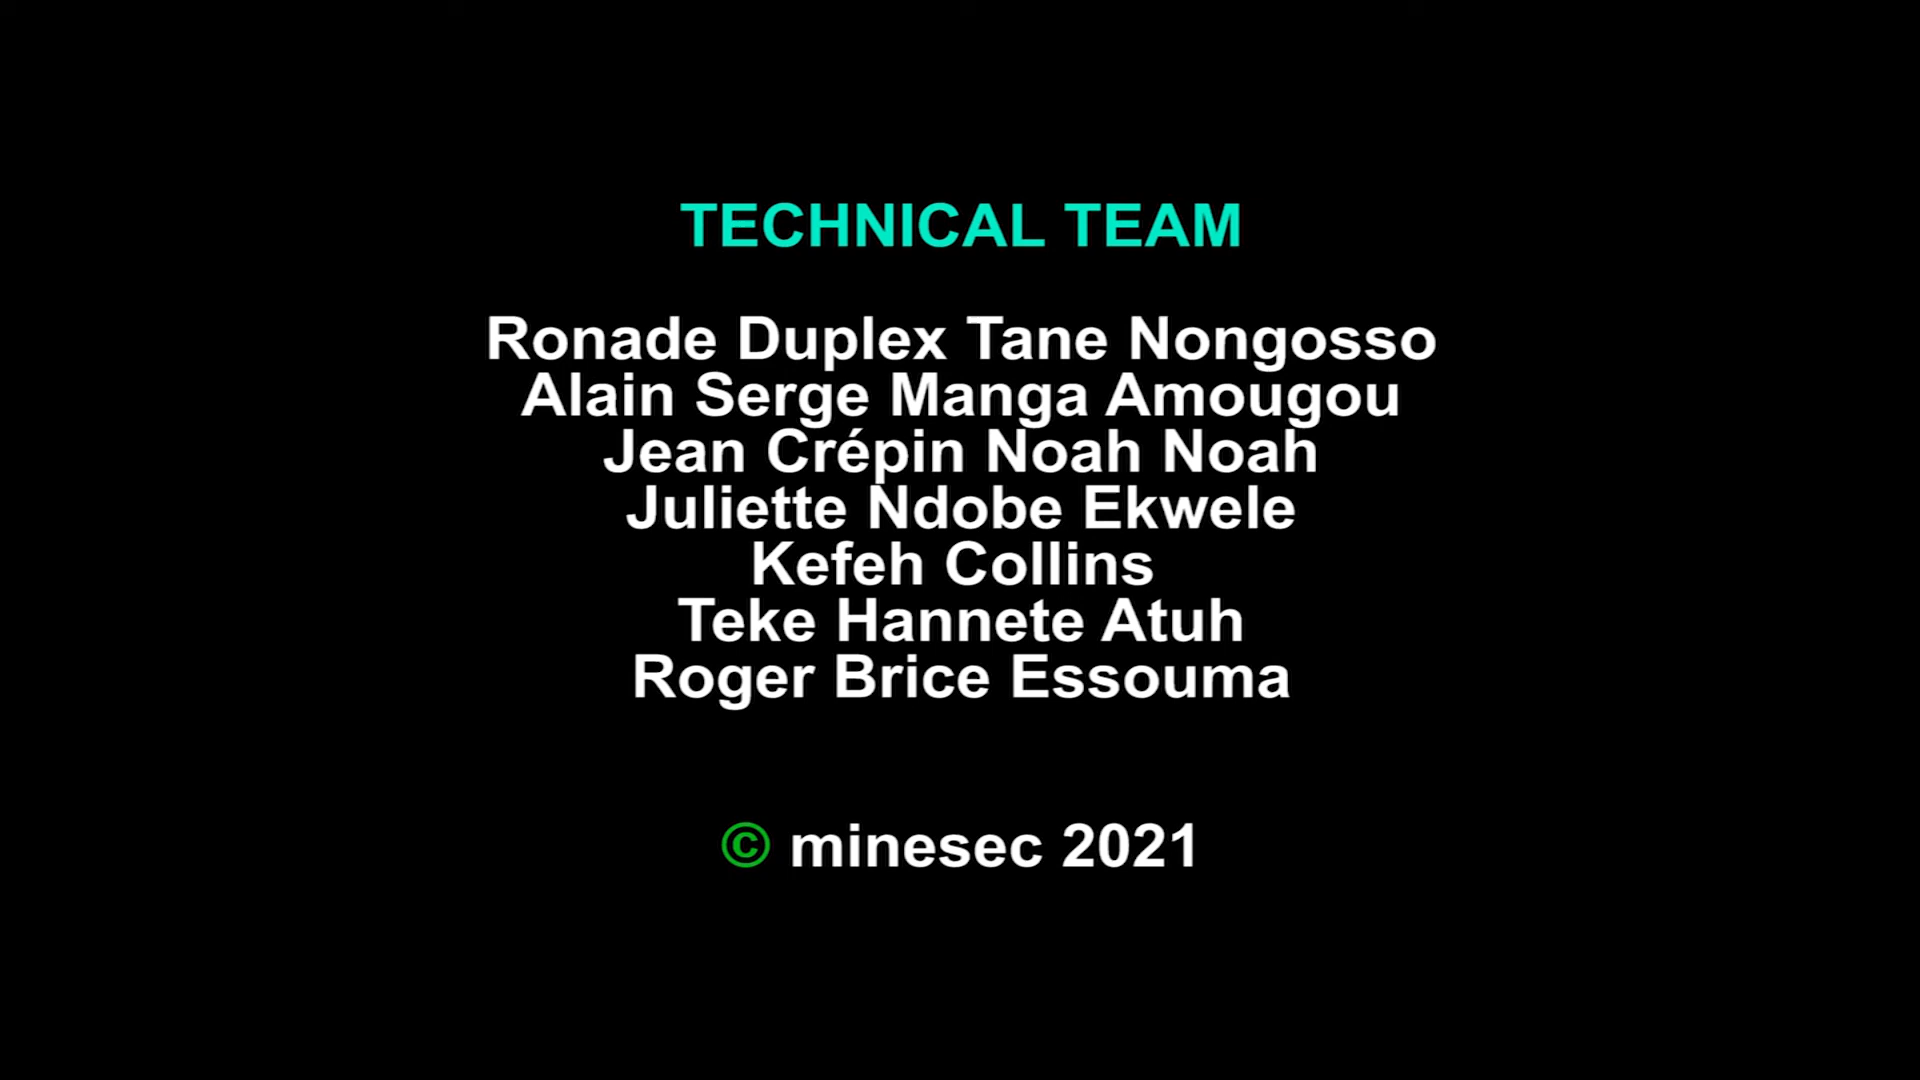 TECHNICAL TEAM
Ronade Duplex Tane Nongosso
Alain Serge Manga Amougou
Jean Crépin Noah Noah
Juliette Ndobe Ekwele
Kefeh Collins
Teke Hannete Atuh
Roger Brice Essouma
© minesec 2021